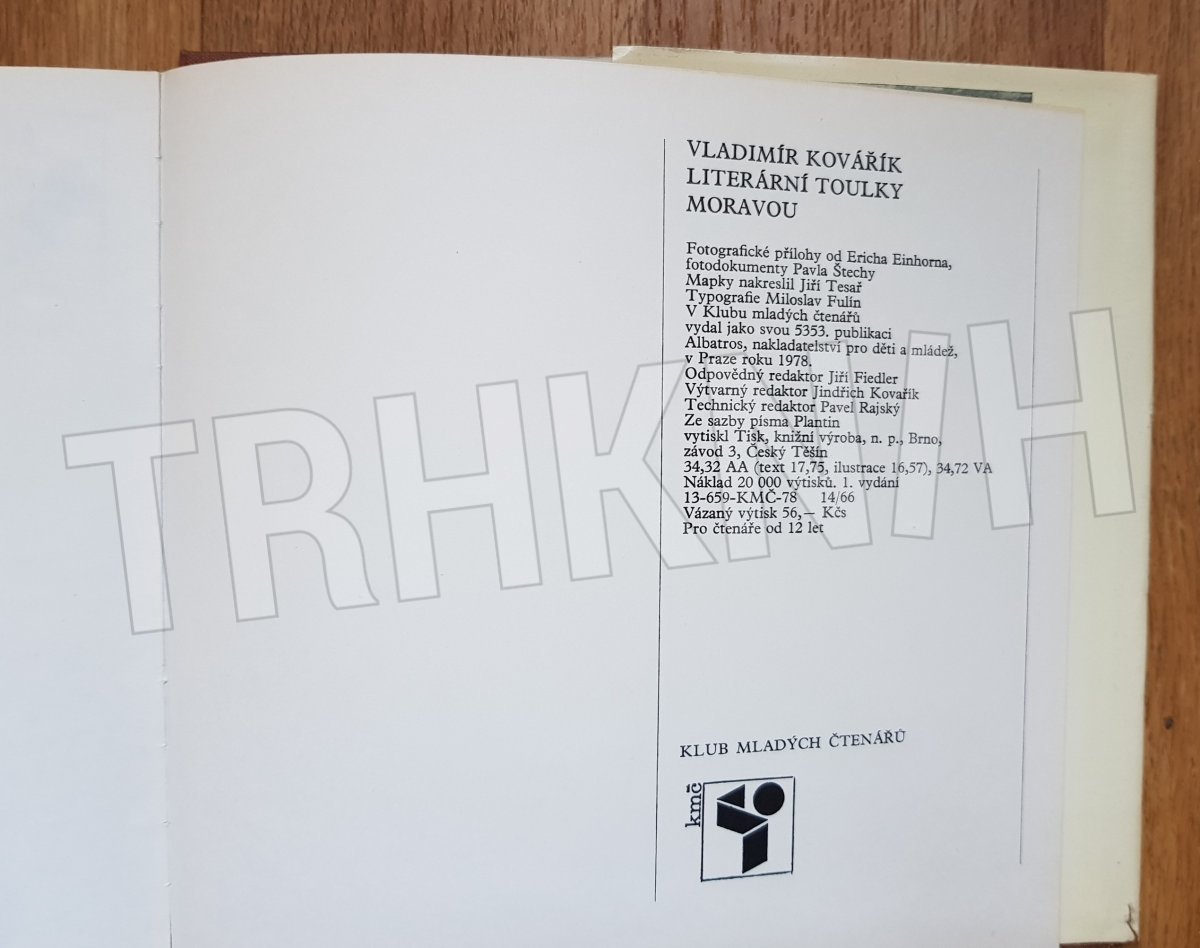 VLADIMÍR KOVÁŘÍK
LITERÁRNÍ TOULKY
MORAVOU
Fotografické přílohy od Ericha Einhorna,
fotodokumenty Pavla Štechy
Mapky nakreslil Jiří Tesař
Typografie Miloslav Fulín
V Klubu mladých čtenářů
vydal jako svou 5353. publikaci
Albatros, nakladatelství pro děti a mládež,
v Praze roku 1978.
Odpovědný redaktor Jiří Fiedler
Výtvarný redaktor Jindřich Kovařík
Technický redaktor Pavel Rajský
Ze sazby písma Plantin
vytiskl Tisk, knižní výroba, n. p., Brno,
závod 3, Český Těšín
34,32 AA (text 17,75, ilustrace 16,57), 34,72 VA
Náklad 20 000 výtisků. 1. vydání
13-659-KMČ-78 14/66
Vázaný výtisk 56,— Kčs
Pro čtenáře od 12 let
TRHKNIH
KLUB MLADÝCH ČTENÁŘŮ
kmč